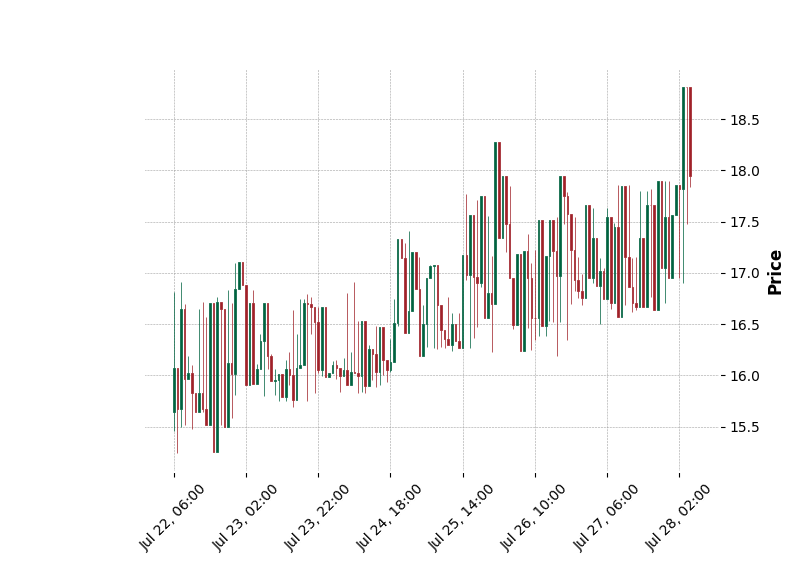 18.5
18.0
17.5
17.0
16.5
16.0
15.5
Price
Jul 22, 06:00
Jul 23, 02:00
Jul 23, 22:00
Jul 24, 18:00
Jul 25, 14:00
Jul 26, 10:00
Jul 27, 06:00
Jul 28, 02:00